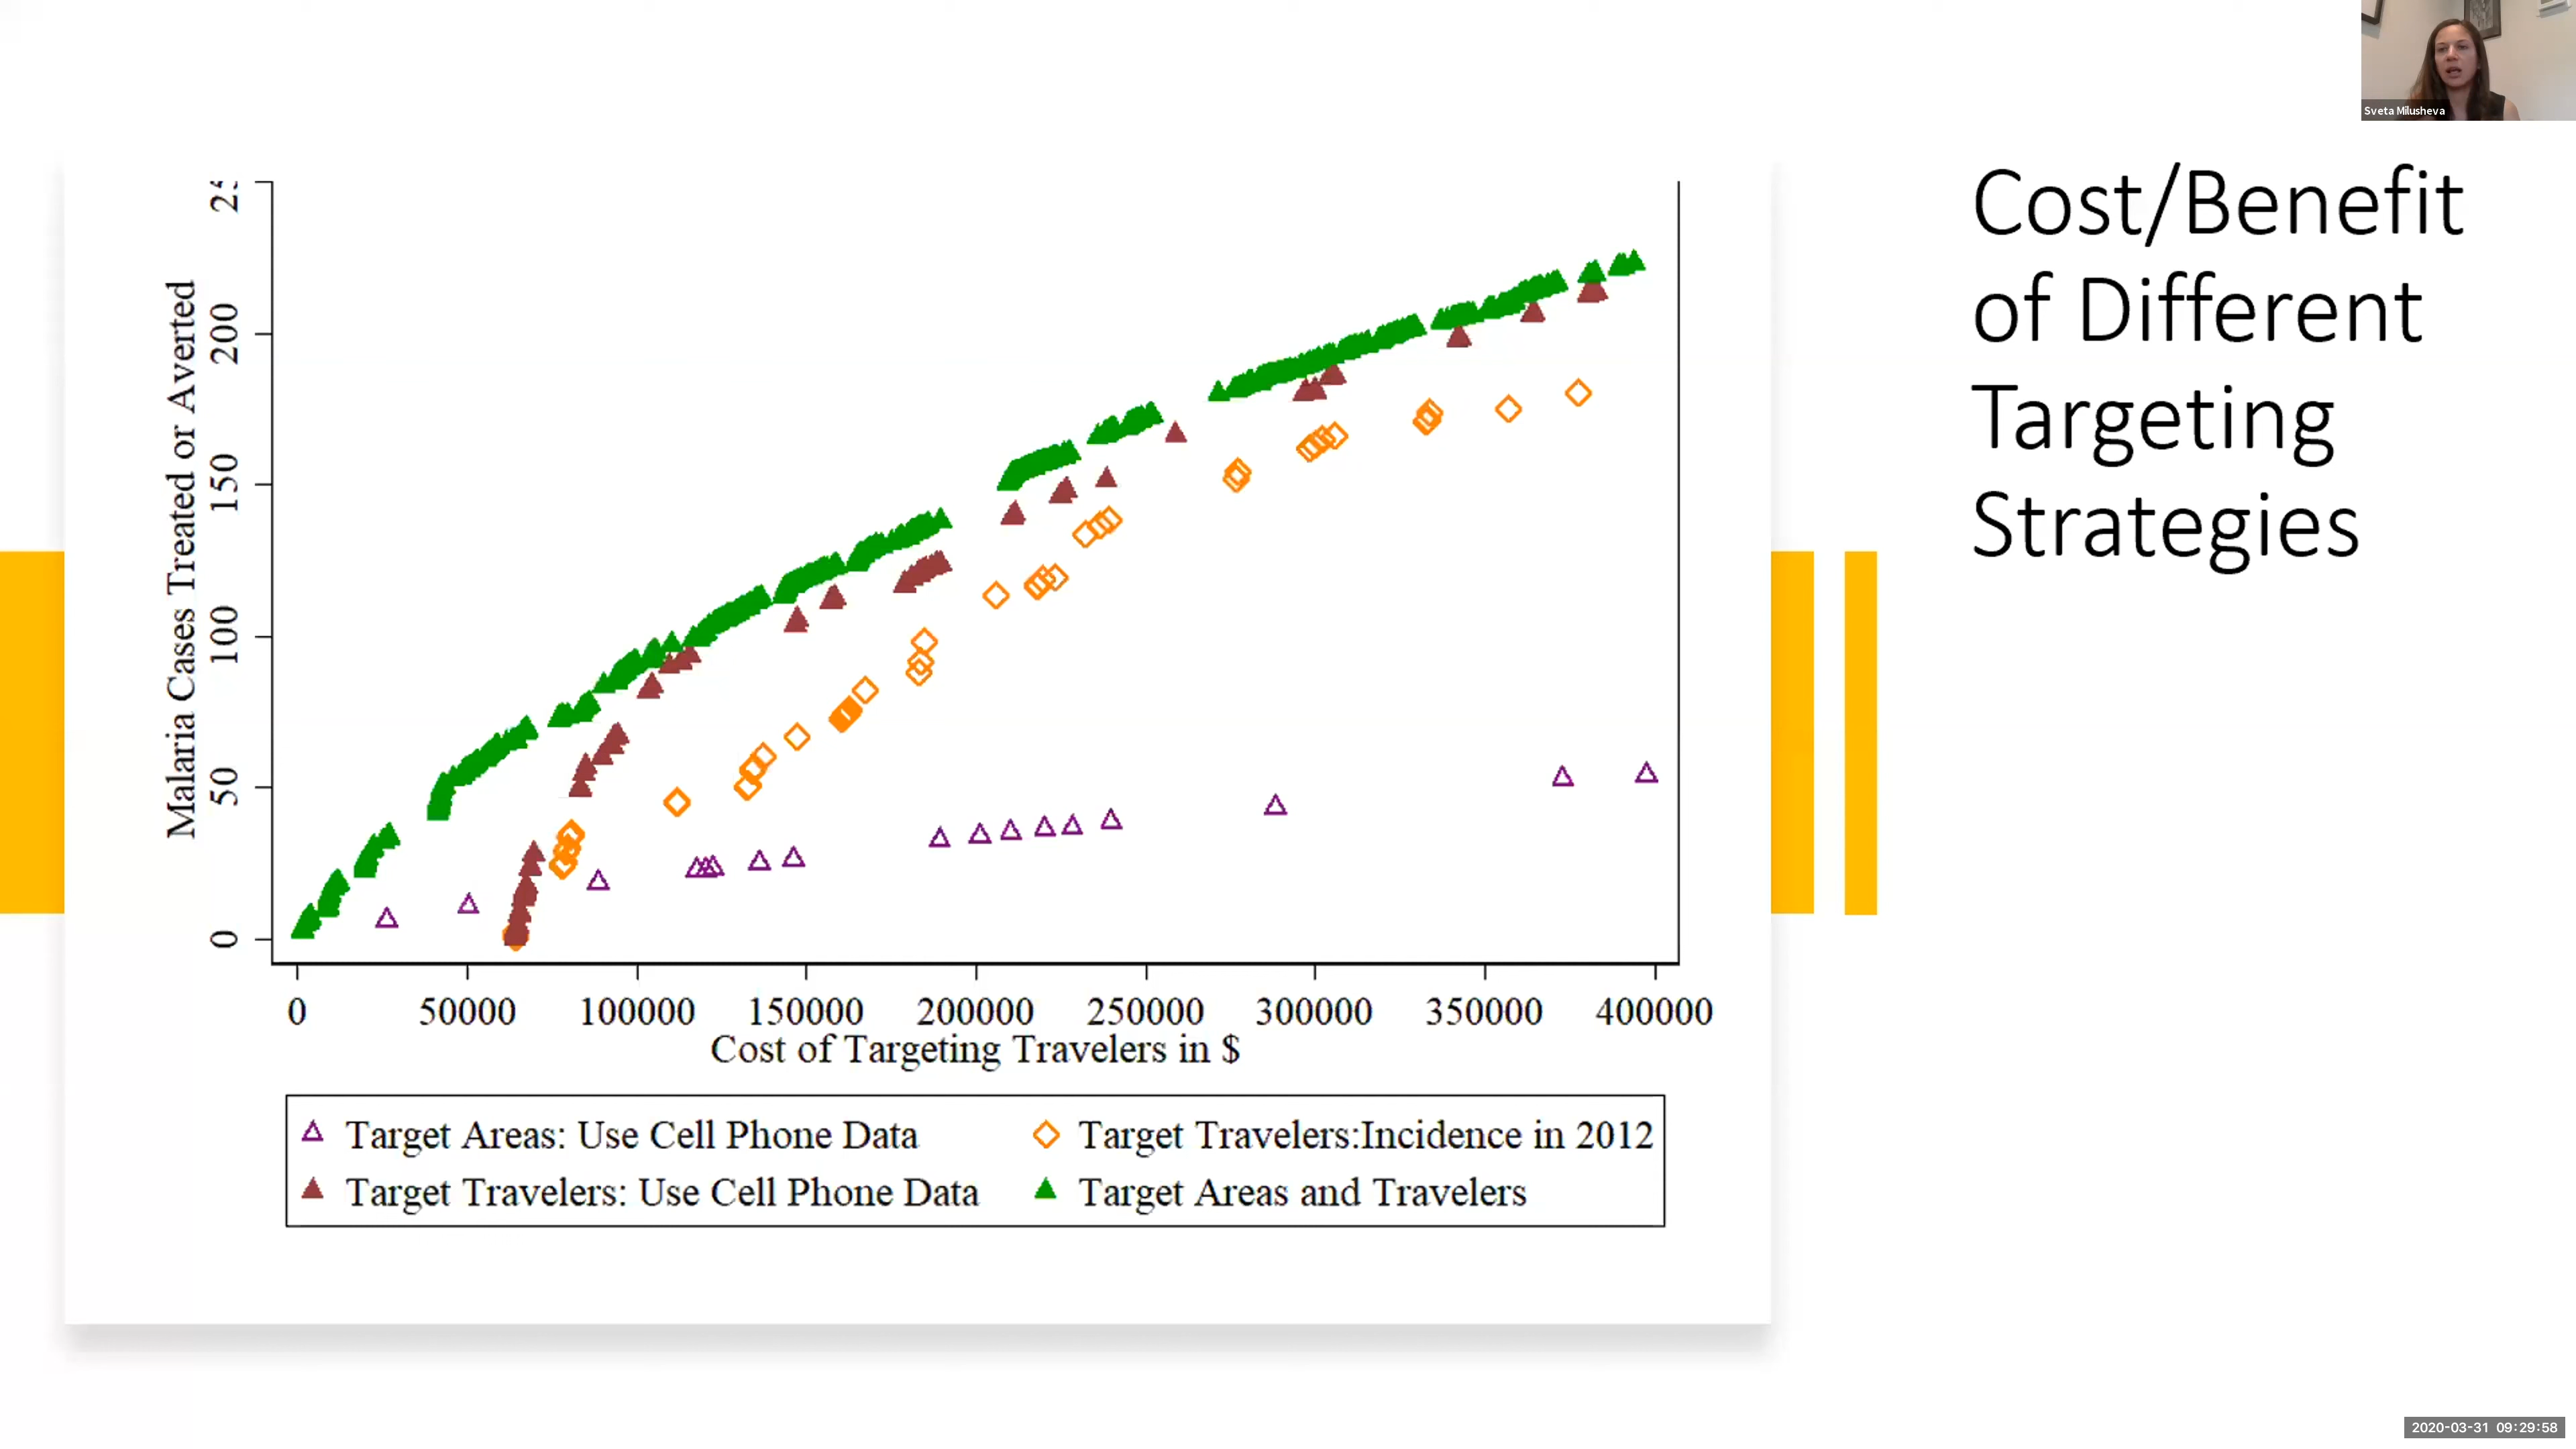 Sveta Milusheva
Cost/Benefit
of Different
Targeting
Strategies
Malaria Cases Treated or Averted
200
150
100
50
0
0 50000 100000 150000 200000 250000 300000 350000 400000
Cost of Targeting Travelers in $
Target Areas: Use Cell Phone Data
Target Travelers:Incidence in 2012
Target Travelers: Use Cell Phone Data
Target Areas and Travelers
2020-03-31 09:29:58